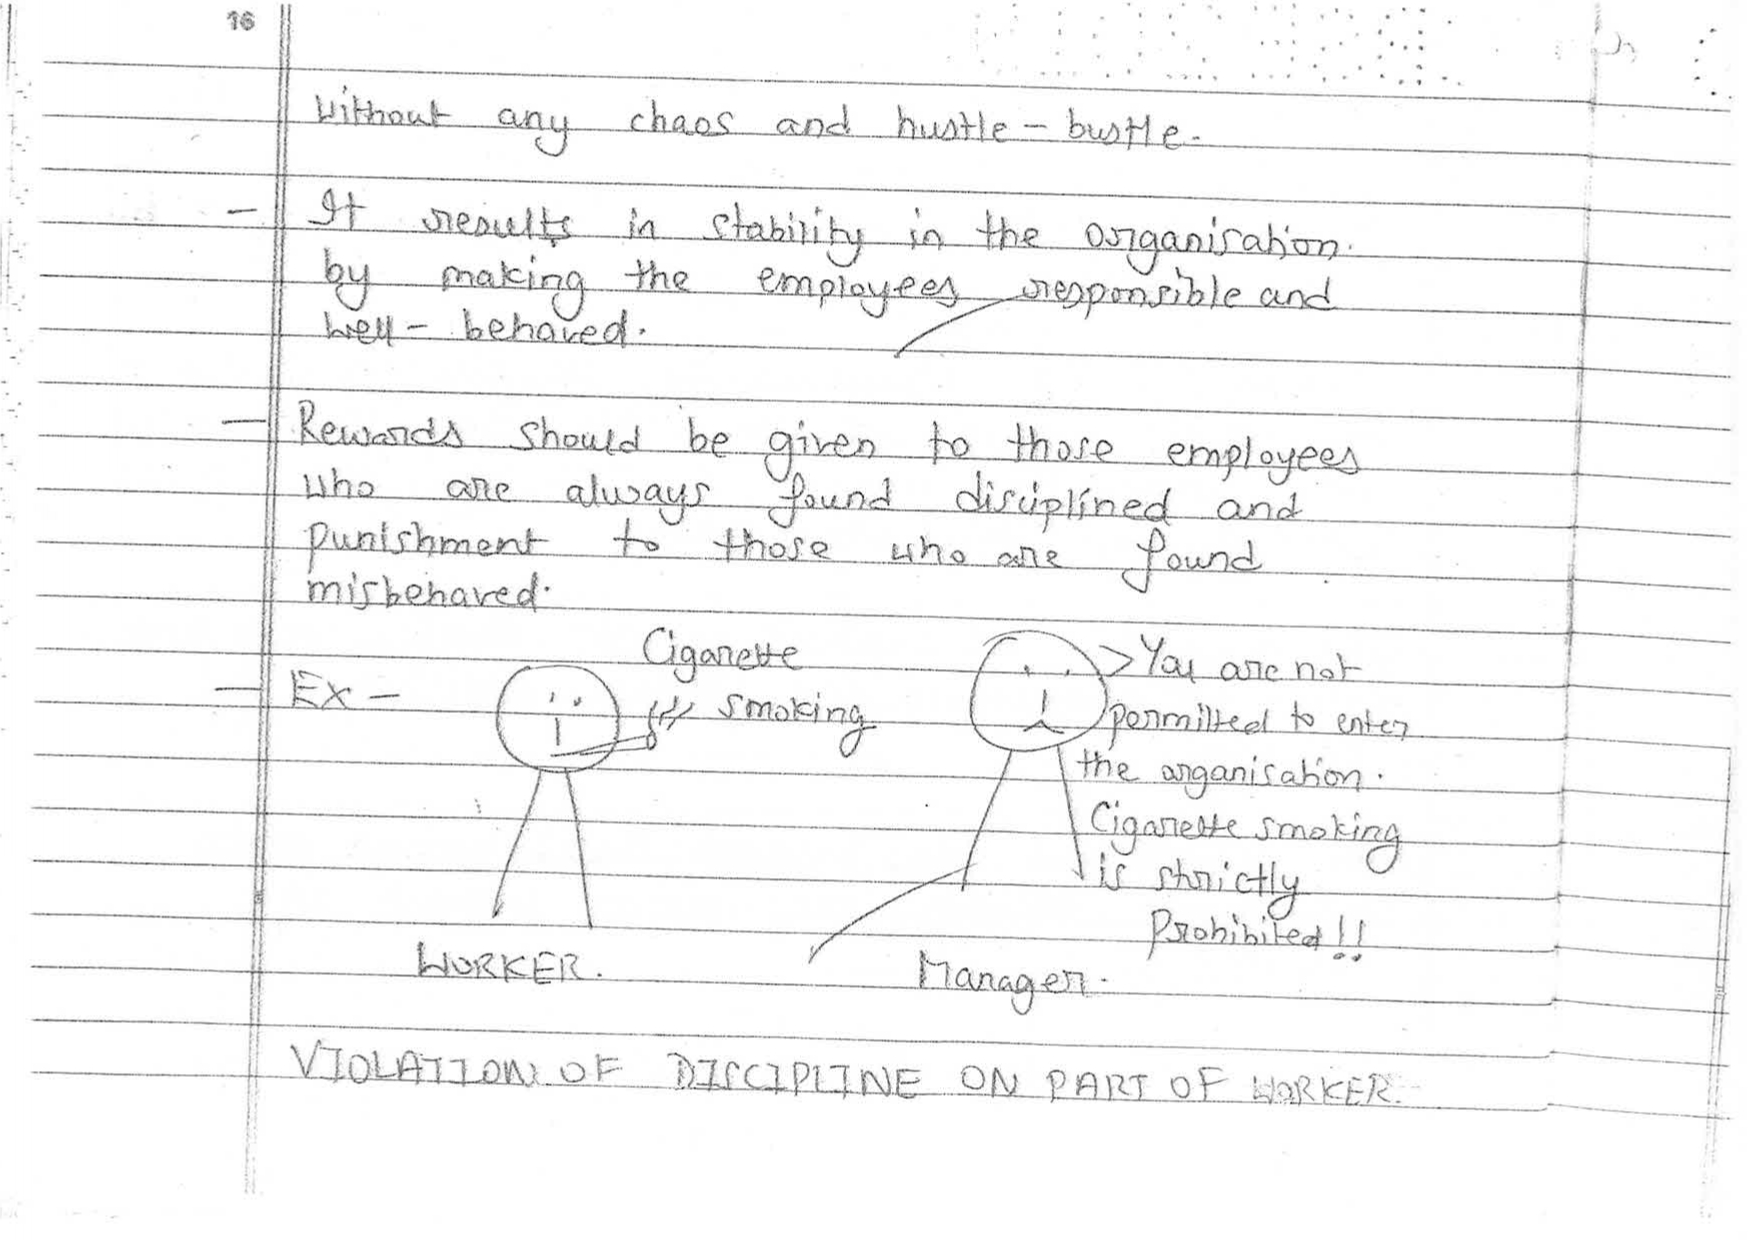 16
without any chaos and hustle - bustle.
- It results in stability in the organisation.
by making the employees responsible and
well - behaved.
- Rewards should be given to those employees
who are always found disciplined and
punishment to those who are found
misbehaved.
- Ex -
Cigarette
smoking
> You are not
permitted to enter
the organisation.
Cigarette smoking
is strictly
Prohibited!!
WORKER.
Manager.
VIOLATION OF DISCIPLINE ON PART OF WORKER.